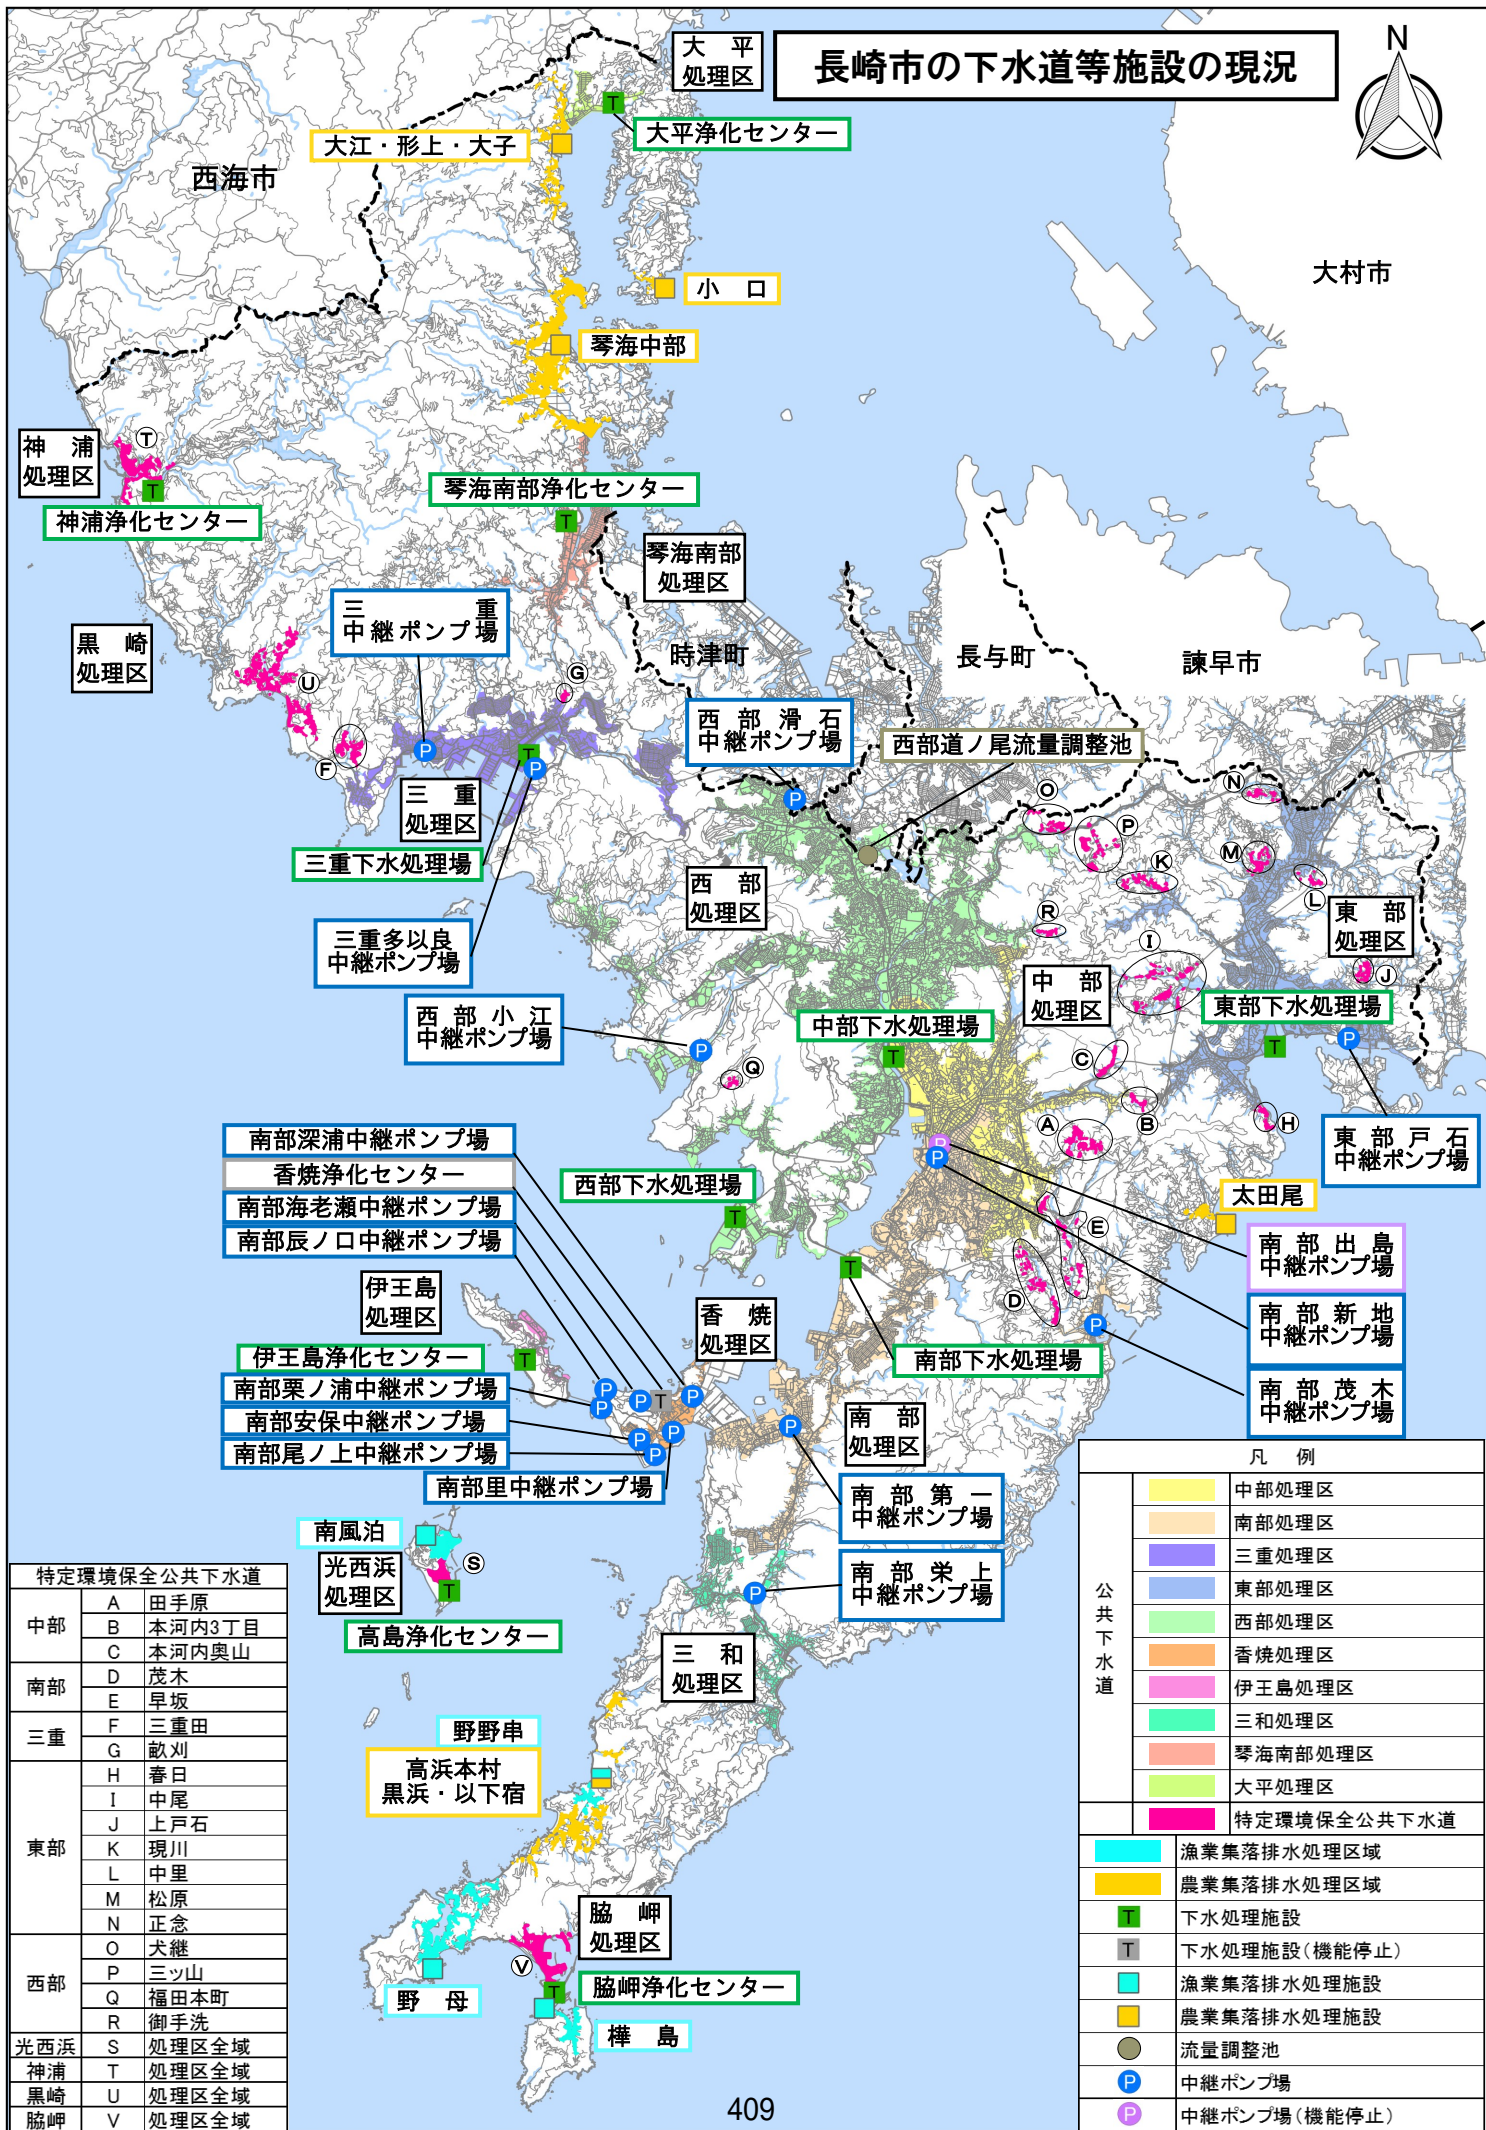 長崎市の下水道等施設の現況
N
大　平
処理区
大平浄化センター
大江・形上・大子
西海市
大村市
小　口
琴海中部
神　浦
処理区
T
T
神浦浄化センター
琴海南部浄化センター
T
T
琴海南部
処理区
三　　　重
中継ポンプ場
黒　崎
処理区
U
時津町
長与町
諫早市
G
西 部 滑 石
中継ポンプ場
西部道ノ尾流量調整池
P
T
P
P
F
三　重
処理区
三重下水処理場
O
N
P
M
K
L
西　部
処理区
R
東　部
処理区
三重多以良
中継ポンプ場
I
J
中　部
処理区
西 部 小 江
中継ポンプ場
中部下水処理場
東部下水処理場
P
T
T
P
Q
C
B
A
H
南部深浦中継ポンプ場
香焼浄化センター
南部海老瀬中継ポンプ場
南部辰ノ口中継ポンプ場
西部下水処理場
T
P
P
東 部 戸 石
中継ポンプ場
太田尾
E
南 部 出 島
中継ポンプ場
T
D
伊王島
処理区
香　焼
処理区
南 部 新 地
中継ポンプ場
P
伊王島浄化センター
T
南部下水処理場
南部栗ノ浦中継ポンプ場
南部安保中継ポンプ場
南部尾ノ上中継ポンプ場
南部里中継ポンプ場
P
P
P
T
P
P
P
P
P
南　部
処理区
南 部 茂 木
中継ポンプ場
南 部 第 一
中継ポンプ場
南風泊
光西浜
処理区
S
T
高島浄化センター
P
南 部 栄 上
中継ポンプ場
三　和
処理区
野野串
高浜本村
黒浜・以下宿
脇　岬
処理区
V
T
脇岬浄化センター
野　母
樺　島
特定環境保全公共下水道
中部
A 田手原
B 本河内3丁目
C 本河内奥山
南部
D 茂木
E 早坂
三重
F 三重田
G 畝刈
東部
H 春日
I 中尾
J 上戸石
K 現川
L 中里
M 松原
N 正念
西部
O 犬継
P 三ッ山
Q 福田本町
R 御手洗
光西浜 S 処理区全域
神浦 T 処理区全域
黒崎 U 処理区全域
脇岬 V 処理区全域
凡　例
公共下水道
中部処理区
南部処理区
三重処理区
東部処理区
西部処理区
香焼処理区
伊王島処理区
三和処理区
琴海南部処理区
大平処理区
特定環境保全公共下水道
漁業集落排水処理区域
農業集落排水処理区域
T 下水処理施設
T 下水処理施設（機能停止）
漁業集落排水処理施設
農業集落排水処理施設
流量調整池
P 中継ポンプ場
P 中継ポンプ場（機能停止）
409